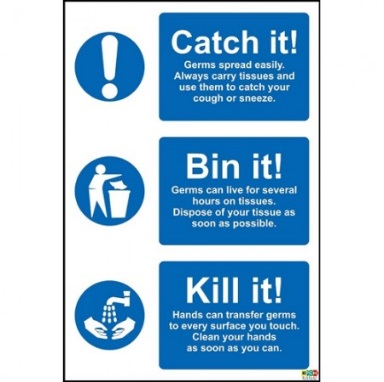 Catch it!
Germs spread easily.
Always carry tissues and
use them to catch your
cough or sneeze.
Bin it!
Germs can live for several
hours on tissues.
Dispose of your tissue as
soon as possible.
Kill it!
Hands can transfer germs
to every surface you touch.
Clean your hands
as soon as you can.